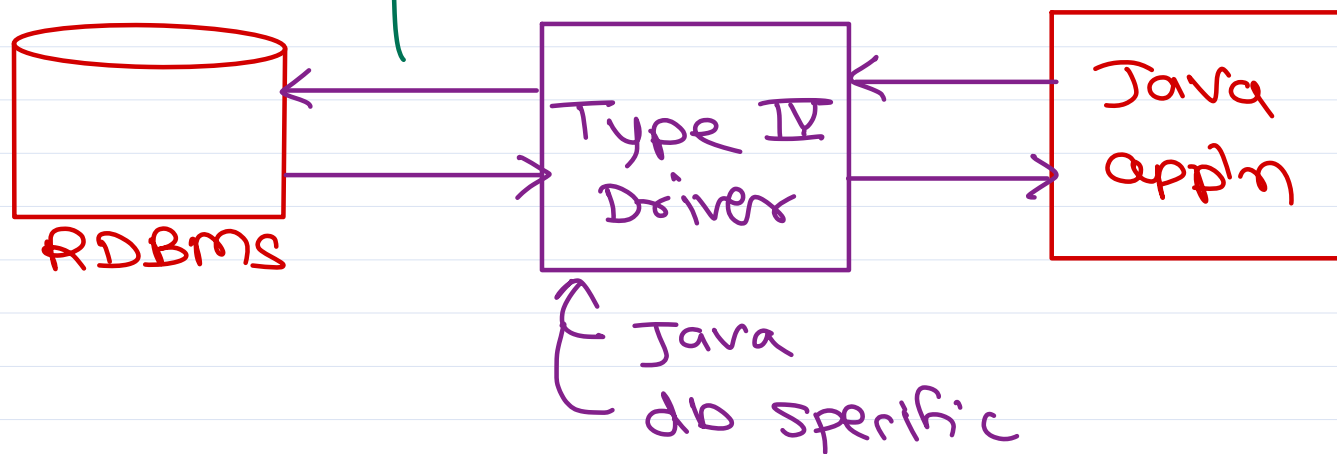 Type IV
Driver
Java
appln
RDBMS
Java
db specific